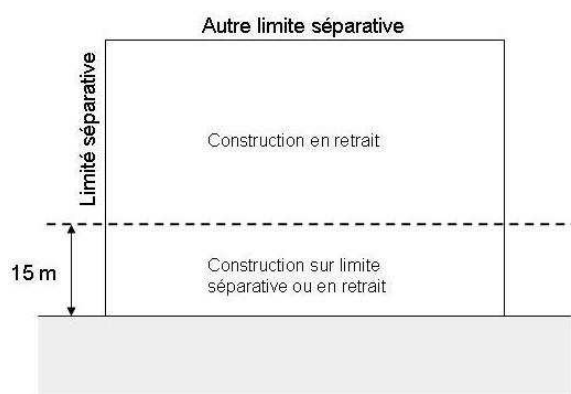 Autre limite séparative
Limité séparative
Construction en retrait
15 m
Construction sur limite
séparative ou en retrait